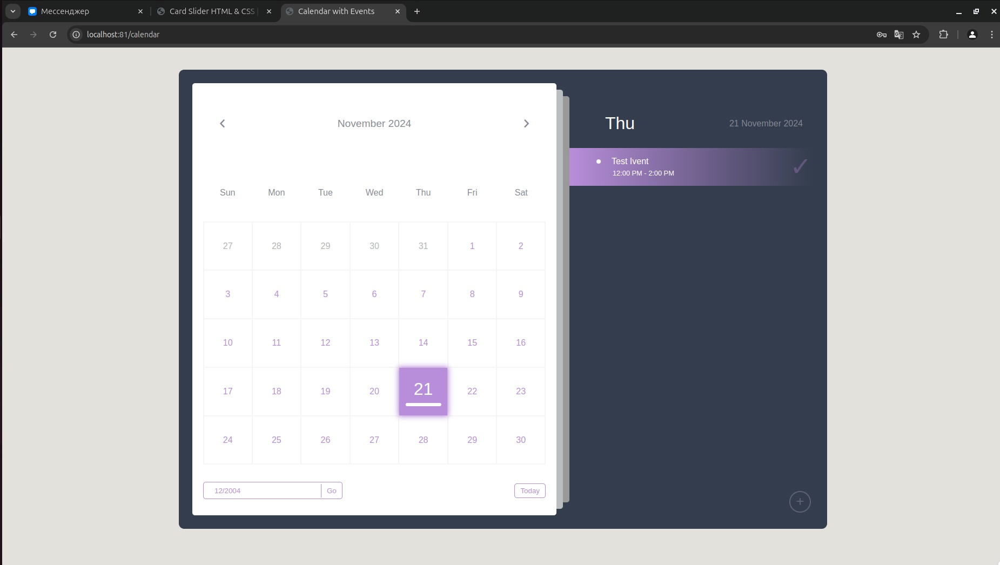 Мессенджер
Card Slider HTML & CSS
Calendar with Events
localhost:81/calendar
November 2024
Sun Mon Tue Wed Thu Fri Sat
27 28 29 30 31 1 2
3 4 5 6 7 8 9
10 11 12 13 14 15 16
17 18 19 20 21 22 23
24 25 26 27 28 29 30
12/2004 Go
Today
Thu
21 November 2024
Test Ivent
12:00 PM - 2:00 PM